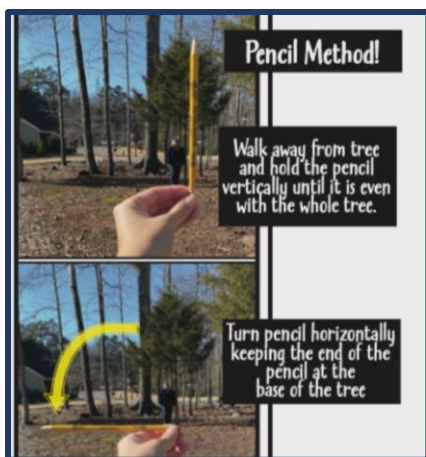 Pencil Method!
Walk away from tree
and hold the pencil
vertically until it is even
with the whole tree.
Turn pencil horizontally
keeping the end of the
pencil at the
base of the tree